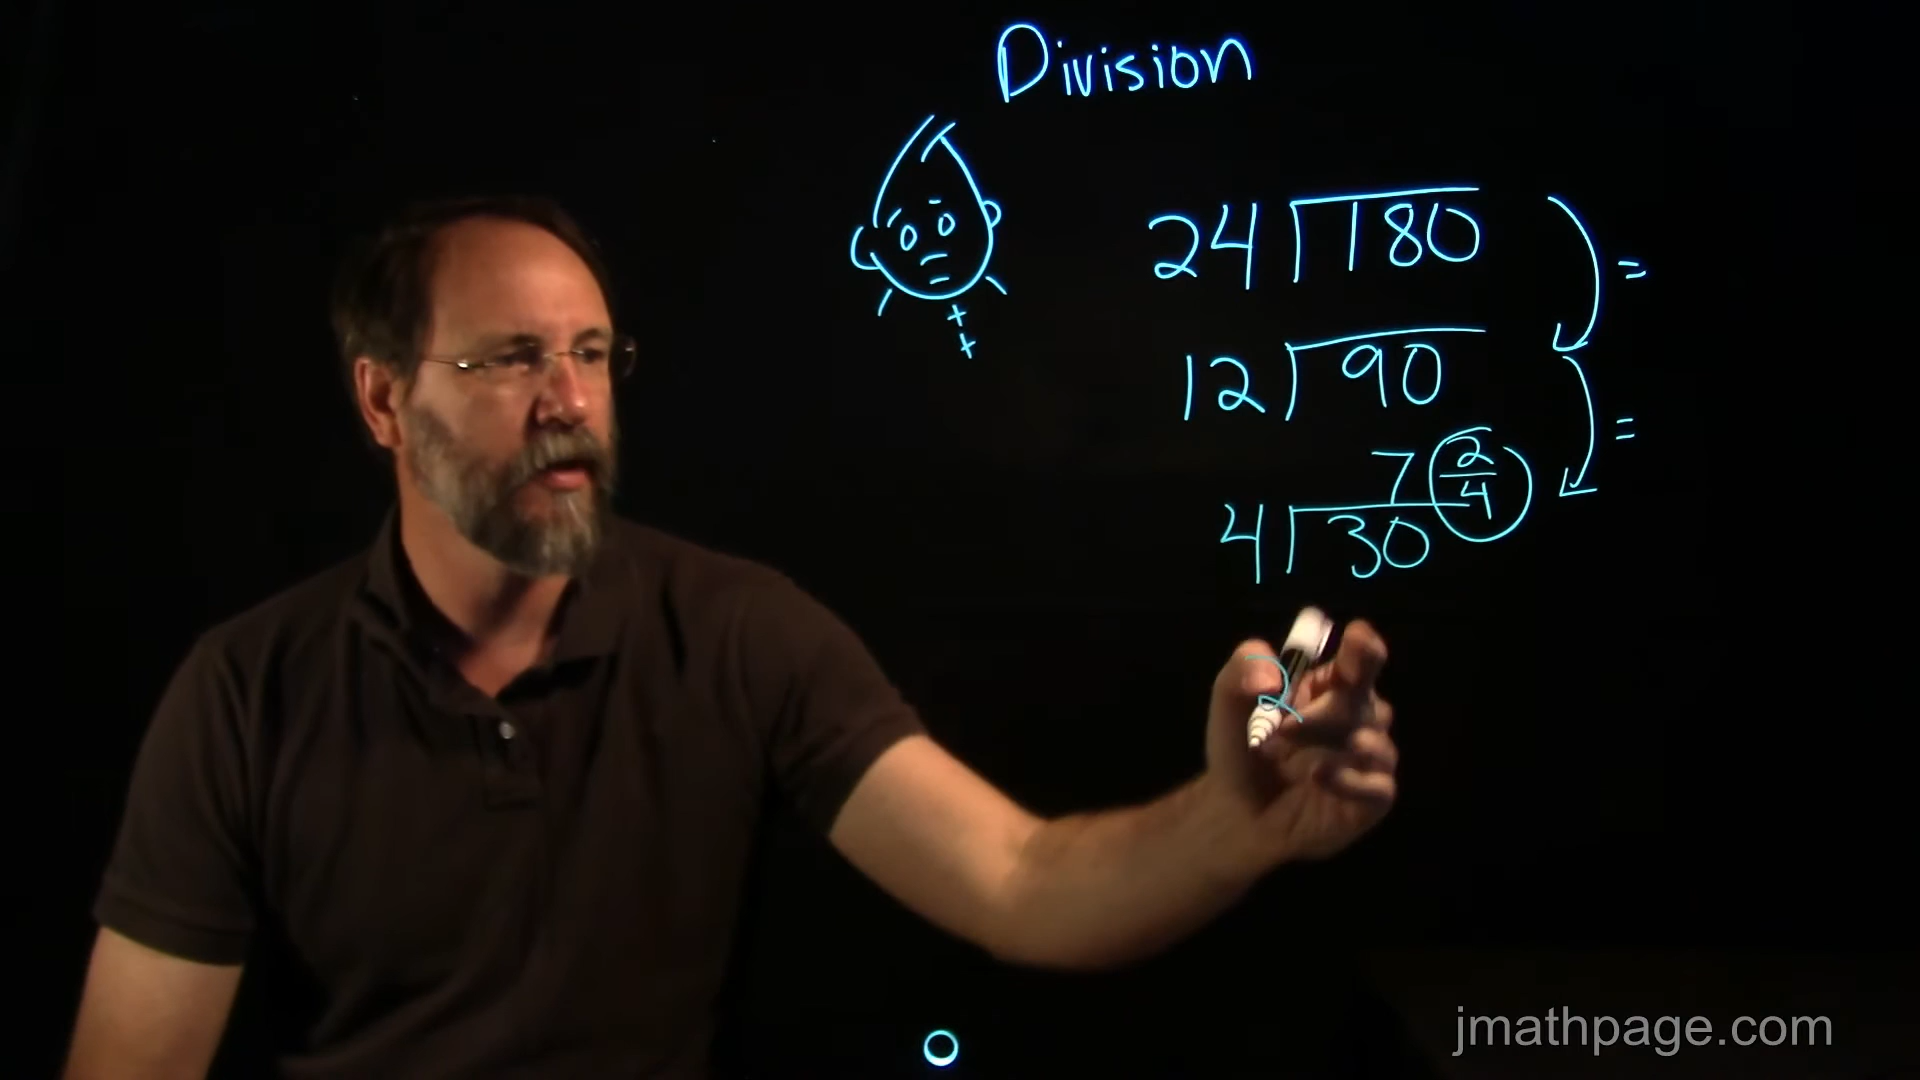 Division
24 180 =
12 90
=
7 2/4
4 30
2
jmathpage.com